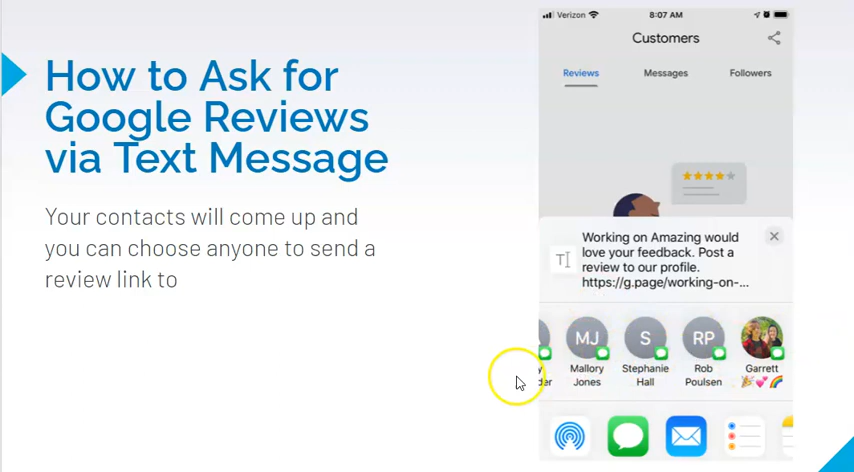 How to Ask for
Google Reviews
via Text Message
Your contacts will come up and
you can choose anyone to send a
review link to
Verizon 8:07 AM
Customers
Reviews Messages Followers
Working on Amazing would
love your feedback. Post a
review to our profile.
https://g.page/working-on-...
MJ S RP
Mallory Stephanie Rob Garrett
Jones Hall Poulsen 🎉💕🌈